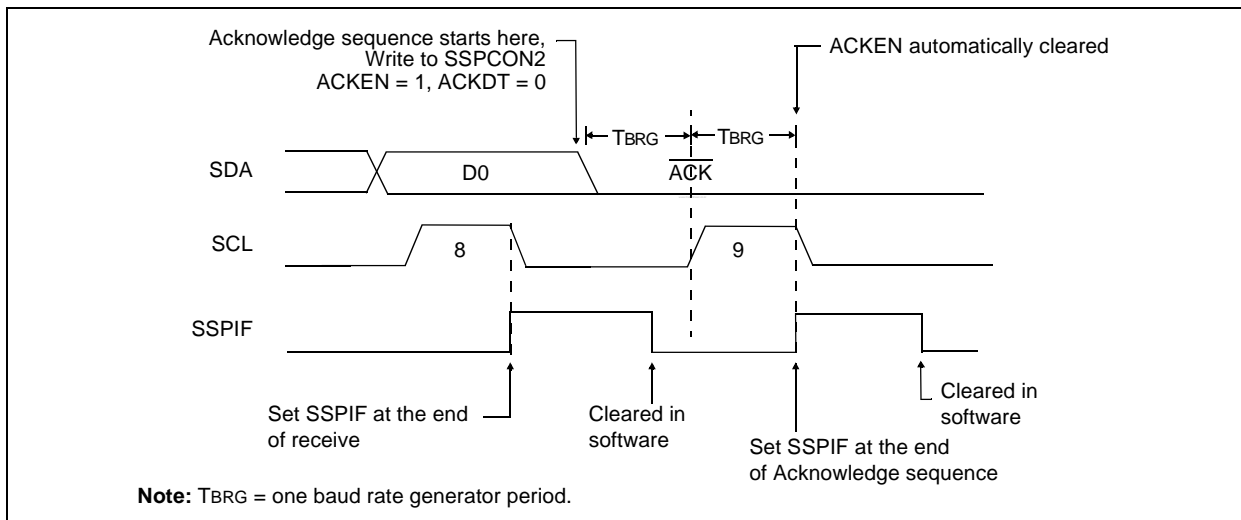 Acknowledge sequence starts here,
Write to SSPCON2
ACKEN = 1, ACKDT = 0
ACKEN automatically cleared
TBRG
TBRG
SDA
D0
ACK
SCL
8
9
SSPIF
Set SSPIF at the end
of receive
Cleared in
software
Set SSPIF at the end
of Acknowledge sequence
Cleared in
software
Note: TBRG = one baud rate generator period.